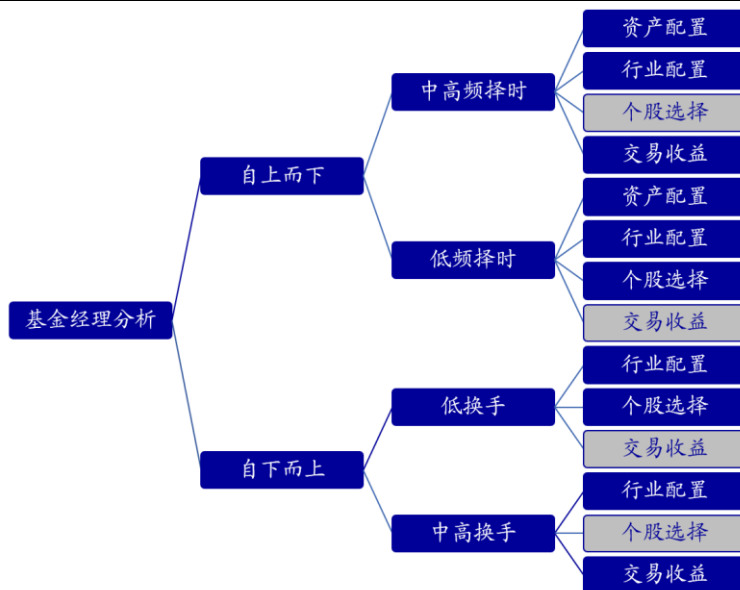 基金经理分析
自上而下
中高频择时
资产配置
行业配置
个股选择
交易收益
低频择时
资产配置
行业配置
个股选择
交易收益
自下而上
低换手
行业配置
个股选择
交易收益
中高换手
行业配置
个股选择
交易收益